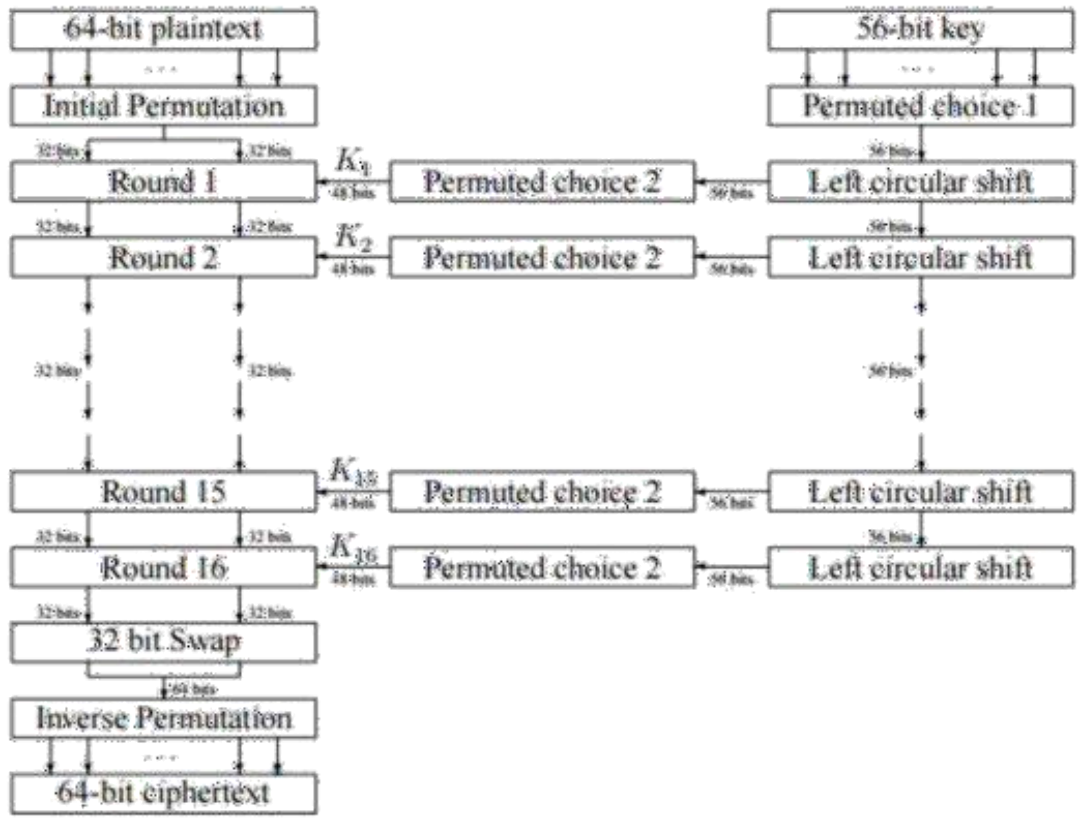 64-bit plaintext
56-bit key
. . .
. . .
Initial Permutation
Permuted choice 1
32 bits
32 bits
56 bits
Round 1
K1
48 bits
Permuted choice 2
56 bits
Left circular shift
32 bits
32 bits
56 bits
Round 2
K2
48 bits
Permuted choice 2
56 bits
Left circular shift
32 bits
32 bits
56 bits
Round 15
K15
48 bits
Permuted choice 2
56 bits
Left circular shift
32 bits
32 bits
56 bits
Round 16
K16
48 bits
Permuted choice 2
56 bits
Left circular shift
32 bits
32 bits
32 bit Swap
64 bits
Inverse Permutation
. . .
64-bit ciphertext